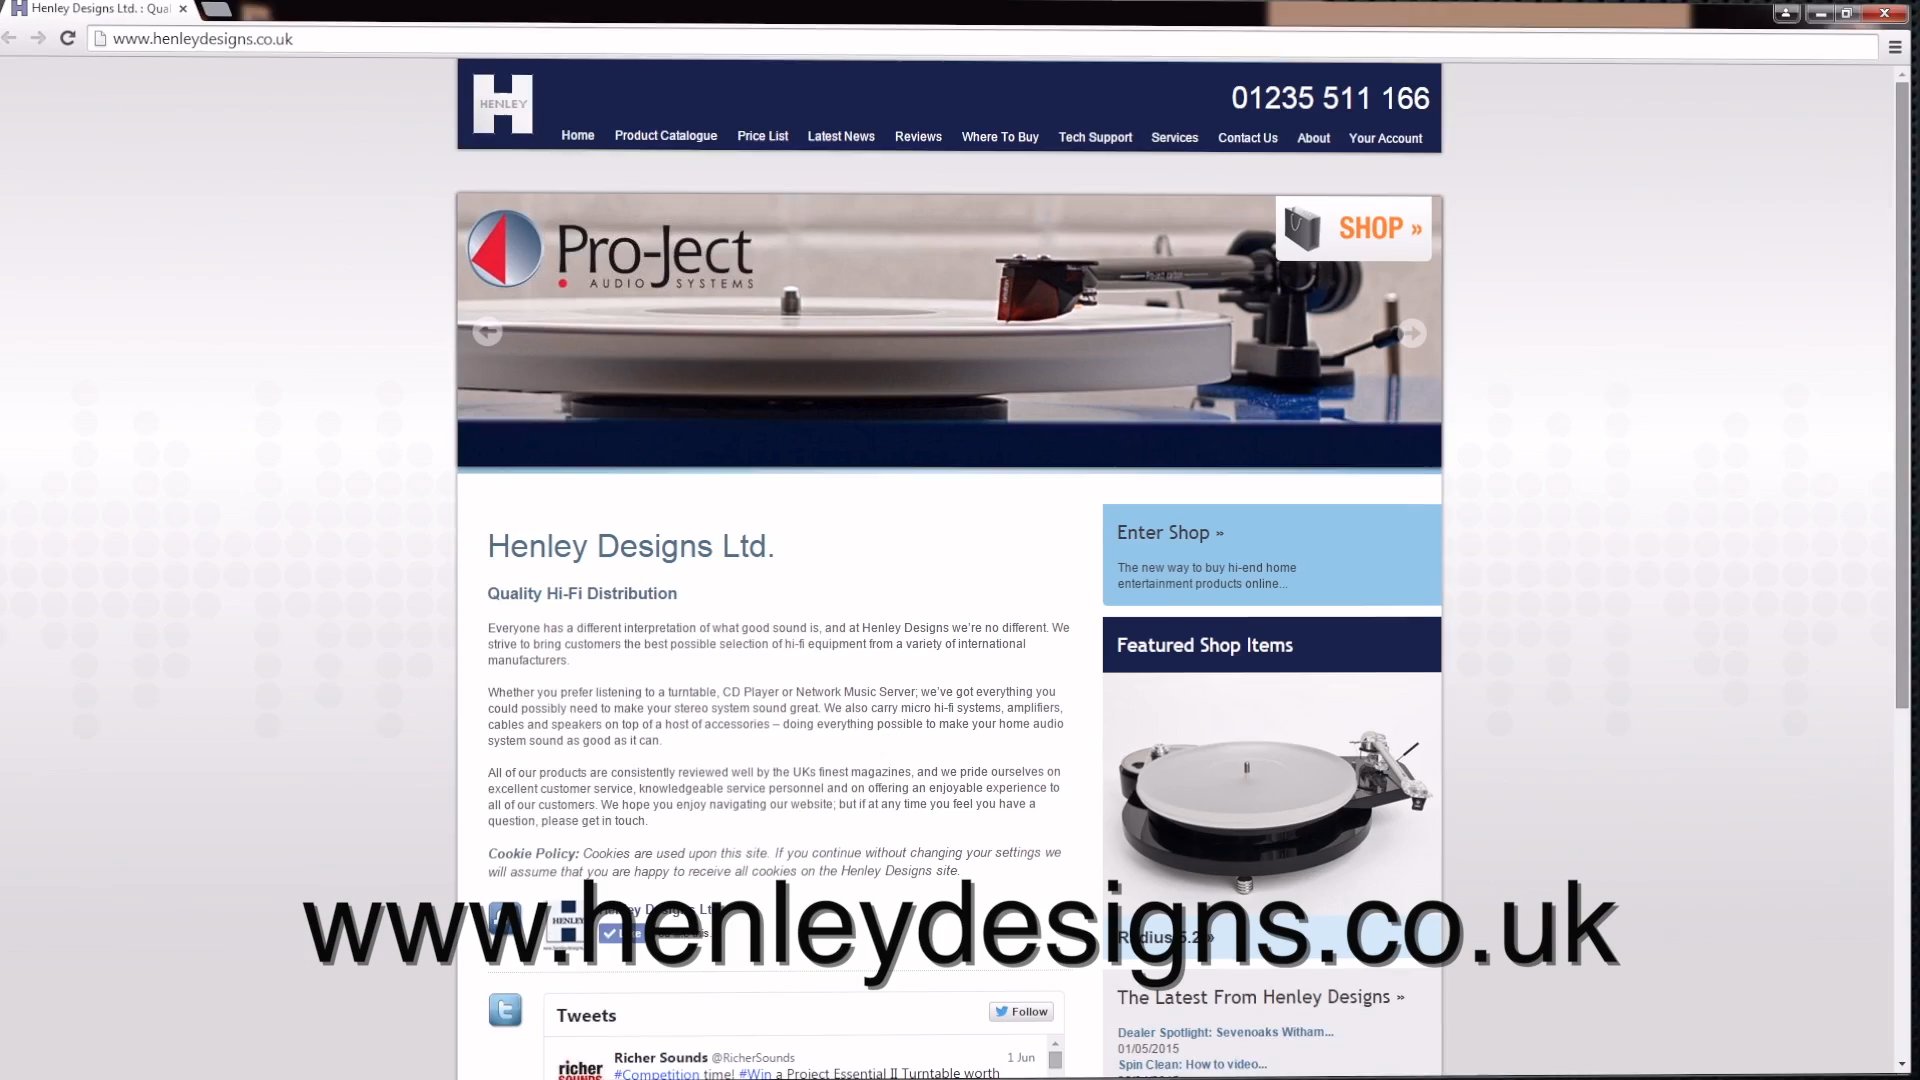 Henley Designs Ltd. : Qual
www.henleydesigns.co.uk
HENLEY
01235 511 166
Home Product Catalogue Price List Latest News Reviews Where To Buy Tech Support Services Contact Us About Your Account
Pro-Ject
AUDIO SYSTEMS
Pro-Ject carbon
SHOP »
Henley Designs Ltd.
Quality Hi-Fi Distribution
Everyone has a different interpretation of what good sound is, and at Henley Designs we're no different. We
strive to bring customers the best possible selection of hi-fi equipment from a variety of international
manufacturers.
Whether you prefer listening to a turntable, CD Player or Network Music Server; we've got everything you
could possibly need to make your stereo system sound great. We also carry micro hi-fi systems, amplifiers,
cables and speakers on top of a host of accessories – doing everything possible to make your home audio
system sound as good as it can.
All of our products are consistently reviewed well by the UKs finest magazines, and we pride ourselves on
excellent customer service, knowledgeable service personnel and on offering an enjoyable experience to
all of our customers. We hope you enjoy navigating our website; but if at any time you feel you have a
question, please get in touch.
Cookie Policy: Cookies are used upon this site. If you continue without changing your settings we
will assume that you are happy to receive all cookies on the Henley Designs site.
HENLEY
Henley Designs Lt
Tweets
Follow
richer
SOUNDS
Richer Sounds @RicherSounds 1 Jun
#Competition time! #Win a Project Essential II Turntable worth
Enter Shop »
The new way to buy hi-end home
entertainment products online...
Featured Shop Items
Radius 5.2 »
The Latest From Henley Designs »
Dealer Spotlight: Sevenoaks Witham...
01/05/2015
Spin Clean: How to video...
www.henleydesigns.co.uk